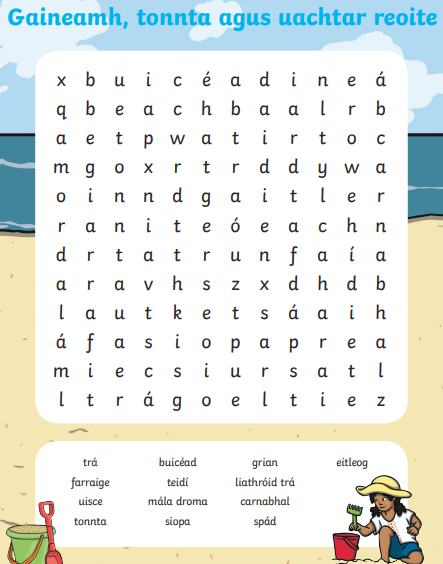 Gaineamh, tonnta agus uachtar reoite
x b u i c é a d i n e á
q b e a c h b a a l r b
a e t p w a t i r t o c
m g o x r t r d d y w a
o i n n d g a i t l e r
r a n i t e ó e a c h n
d r t a t r u n f a í a
a r a v h s z x d h d b
l a u t k e t s á a i h
á f a s i o p a p r e a
m i e c s i u r s a t l
l t r á g o e l t i e z
trá buicéad grian eitleog
farraige teidí liathróid trá
uisce mála droma carnabhal
tonnta siopa spád